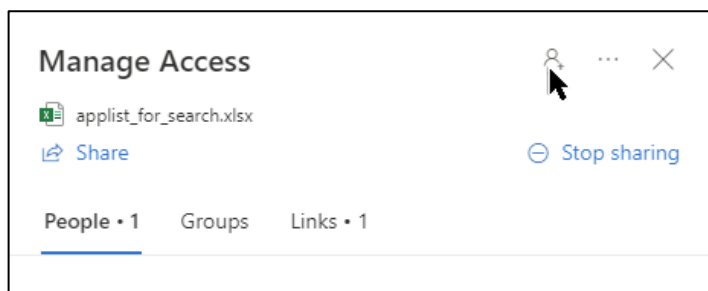 Manage Access
applist_for_search.xlsx
Share
Stop sharing
People • 1 Groups Links • 1